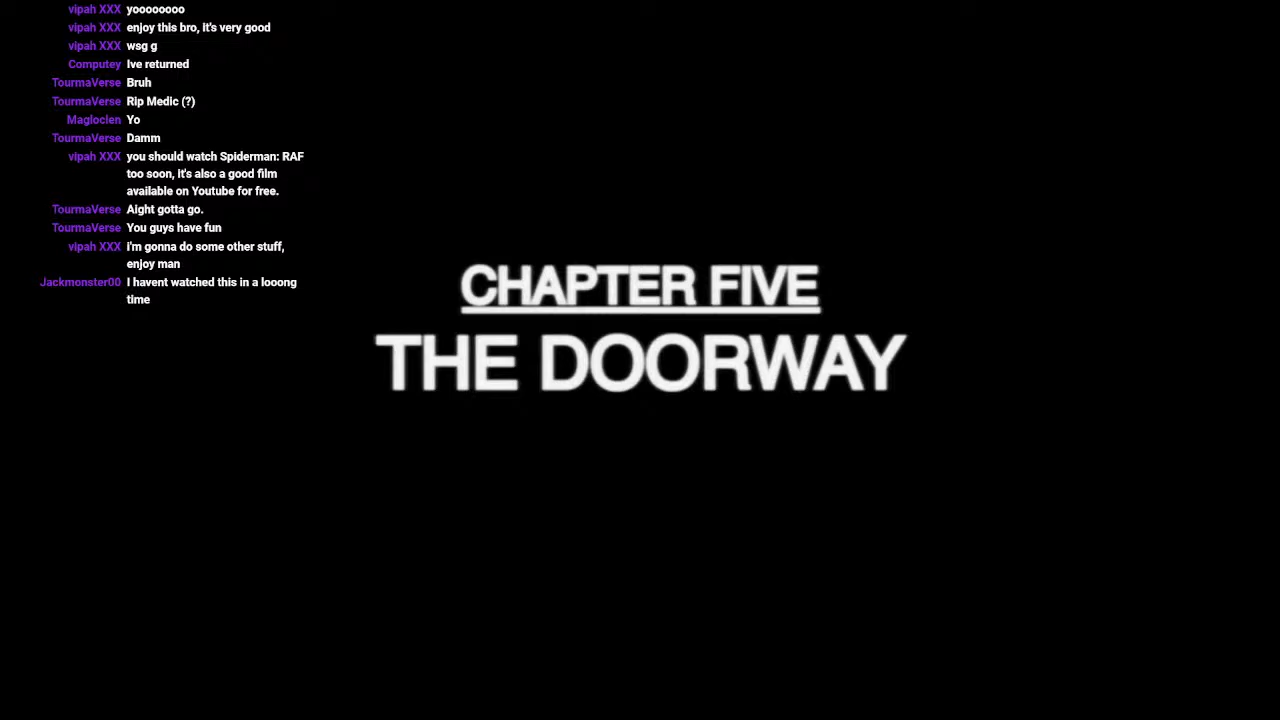 vipah XXX yoooooooo
vipah XXX enjoy this bro, it's very good
vipah XXX wsg g
Computey Ive returned
TourmaVerse Bruh
TourmaVerse Rip Medic (?)
Maglocien Yo
TourmaVerse Damm
vipah XXX you should watch Spiderman: RAF
too soon, it's also a good film
available on Youtube for free.
TourmaVerse Aight gotta go.
TourmaVerse You guys have fun
vipah XXX i'm gonna do some other stuff,
enjoy man
Jackmonster00 I havent watched this in a looong
time
CHAPTER FIVE
THE DOORWAY